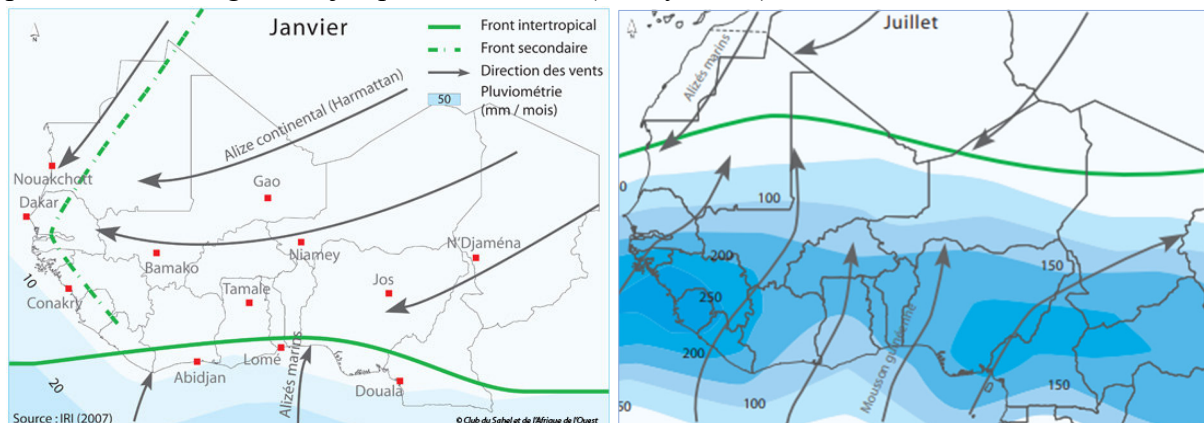 Janvier
Front intertropical
Front secondaire
Direction des vents
50
Pluviométrie
(mm / mois)
Alize continental (Harmattan)
Nouakchott
Dakar
Gao
Niamey
N'Djaména
Bamako
Jos
Tamale
10
Conakry
Lomé
Abidjan
Alizés marins
Douala
20
Source : IRI (2007)
© Club du Sahel et de l'Afrique de l'Ouest
Juillet
Alizés marins
100
200
150
250
200
Mousson guinéenne
150
100
50